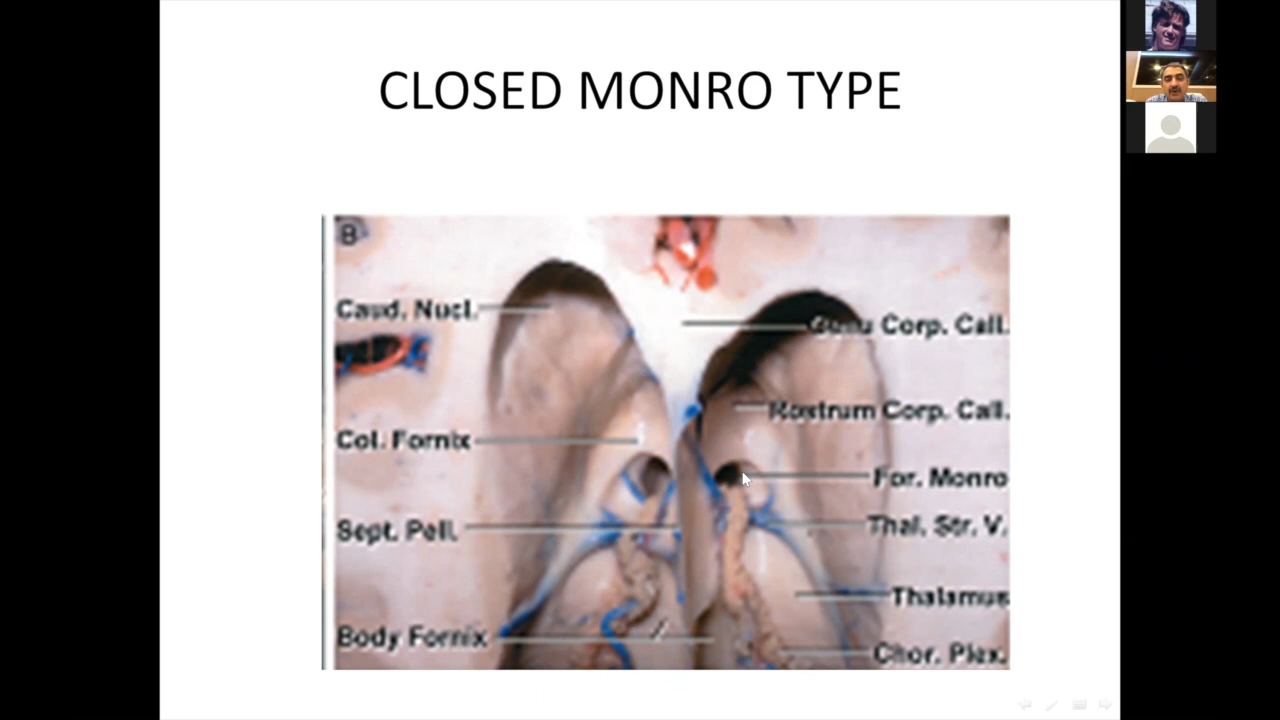 CLOSED MONRO TYPE
B
Caud. Nucl.
Genu Corp. Call.
Rostrum Corp. Call.
Col. Fornix
For. Monro
Thal. Str. V.
Sept. Pell.
Thalamus
Body Fornix
Chor. Plex.